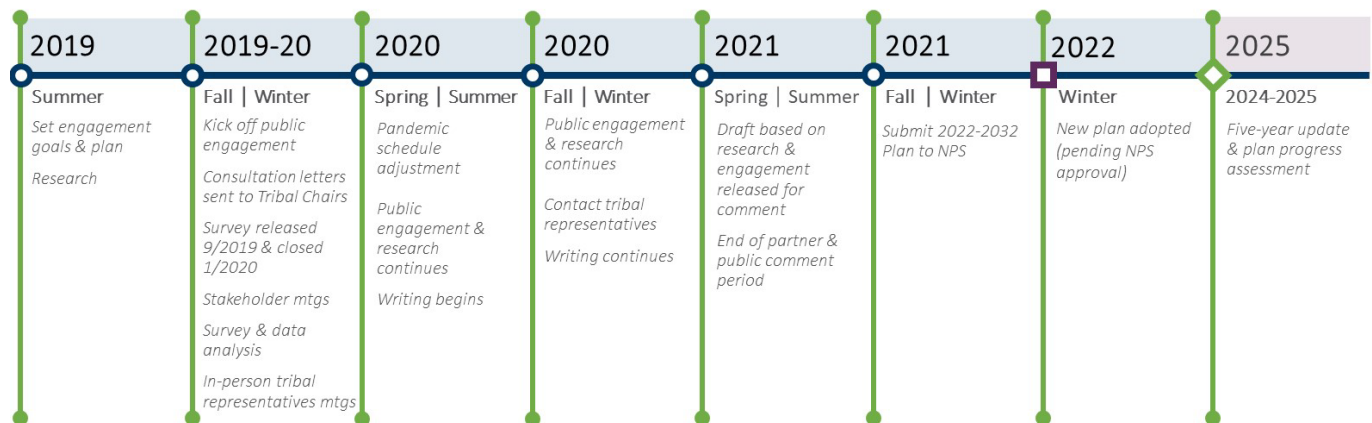 2019
Summer
Set engagement
goals & plan
Research
2019-20
Fall | Winter
Kick off public
engagement
Consultation letters
sent to Tribal Chairs
Survey released
9/2019 & closed
1/2020
Stakeholder mtgs
Survey & data
analysis
In-person tribal
representatives mtgs
2020
Spring | Summer
Pandemic
schedule
adjustment
Public
engagement &
research
continues
Writing begins
2020
Fall | Winter
Public engagement
& research
continues
Contact tribal
representatives
Writing continues
2021
Spring | Summer
Draft based on
research &
engagement
released for
comment
End of partner &
public comment
period
2021
Fall | Winter
Submit 2022-2032
Plan to NPS
2022
Winter
New plan adopted
(pending NPS
approval)
2025
2024-2025
Five-year update
& plan progress
assessment